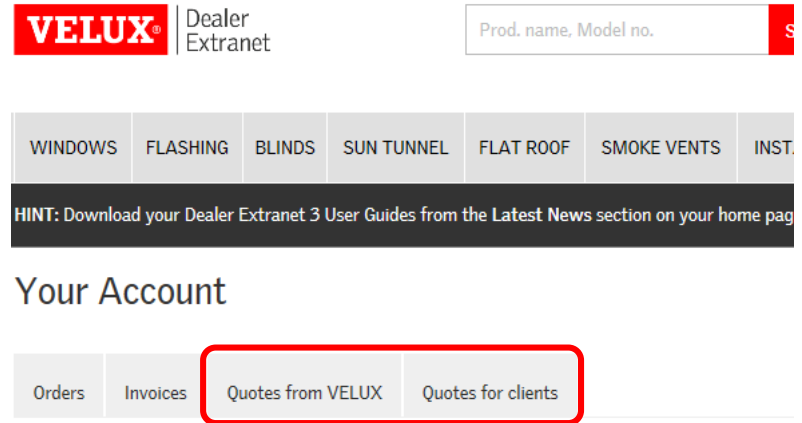 VELUX® Dealer
Extranet
Prod. name, Model no.
S
WINDOWS FLASHING BLINDS SUN TUNNEL FLAT ROOF SMOKE VENTS INST
HINT: Download your Dealer Extranet 3 User Guides from the Latest News section on your home pag
Your Account
Orders Invoices Quotes from VELUX Quotes for clients